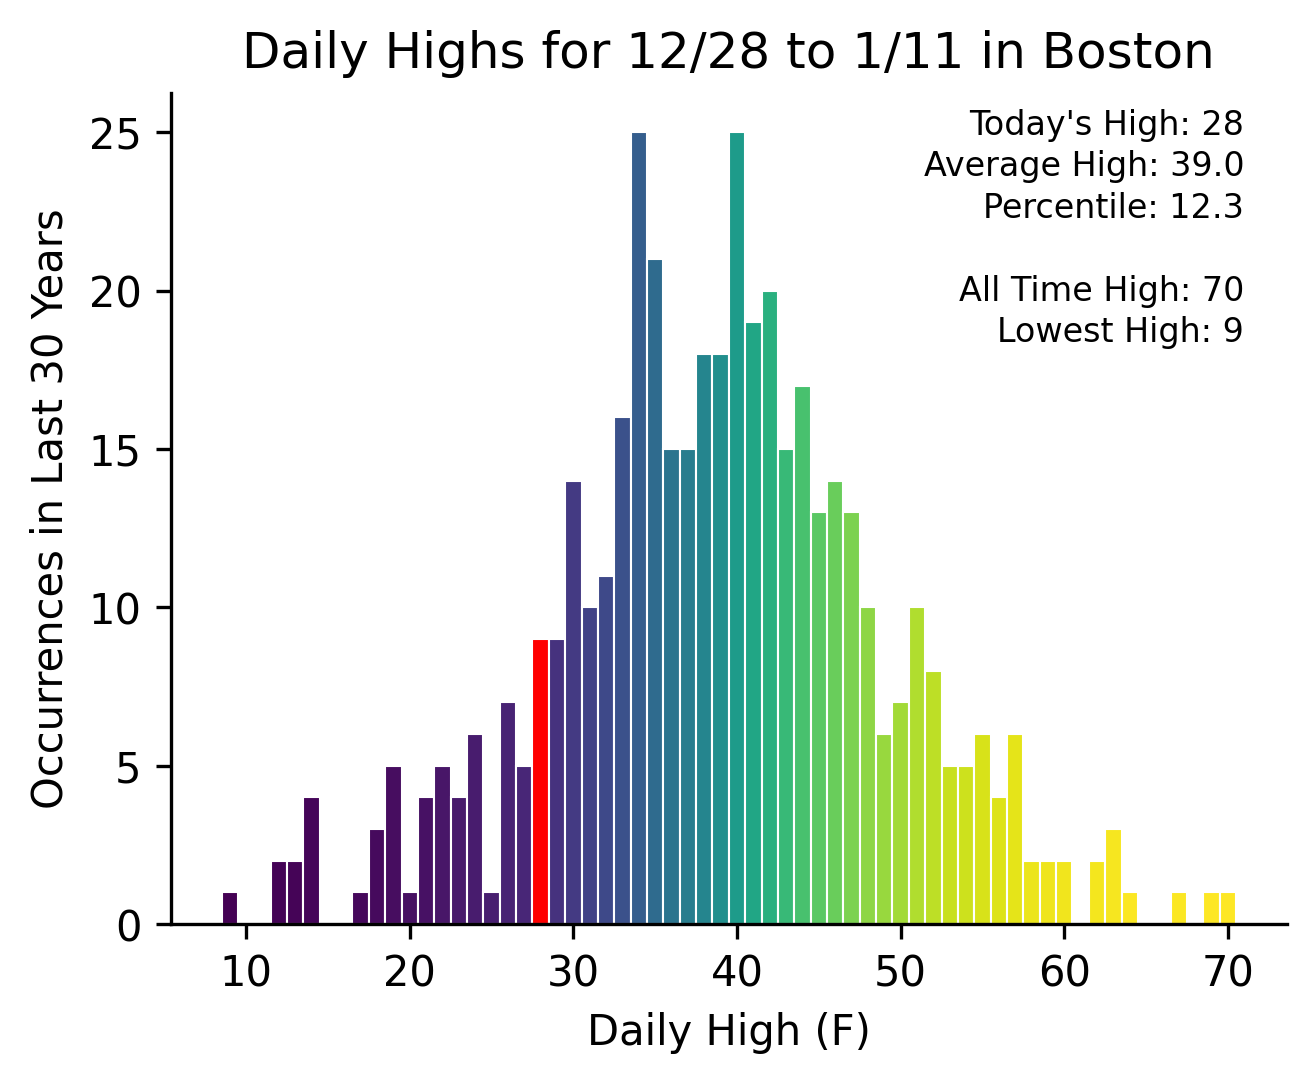 Daily Highs for 12/28 to 1/11 in Boston
Today's High: 28
Average High: 39.0
Percentile: 12.3
All Time High: 70
Lowest High: 9
Occurrences in Last 30 Years
25
20
15
10
5
0
10 20 30 40 50 60 70
Daily High (F)